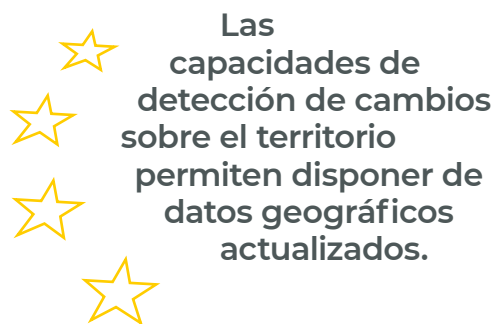 Las
capacidades de
detección de cambios
sobre el territorio
permiten disponer de
datos geográficos
actualizados.